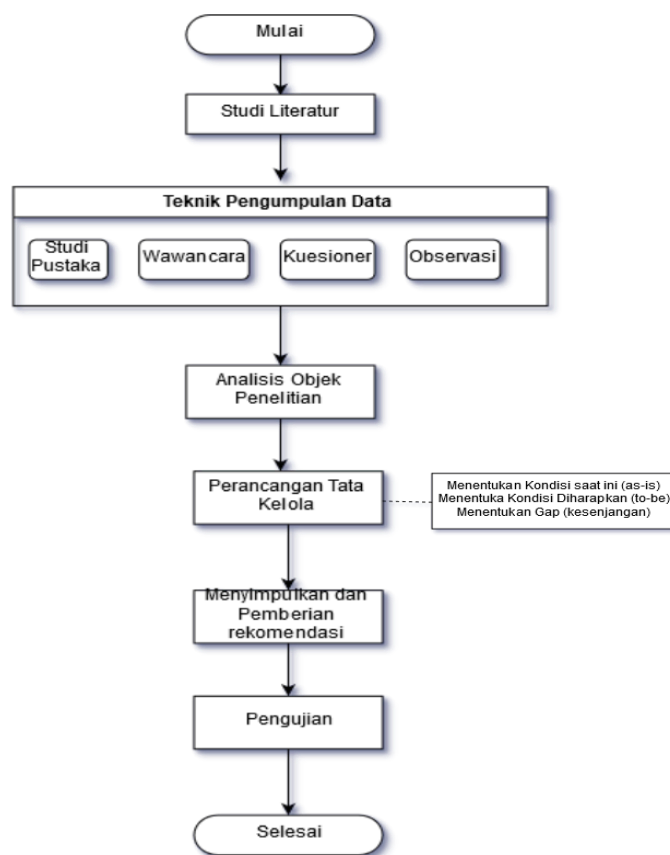 Mulai
Studi Literatur
Teknik Pengumpulan Data
Studi
Pustaka
Wawancara
Kuesioner
Observasi
Analisis Objek
Penelitian
Perancangan Tata
Kelola
Menentukan Kondisi saat ini (as-is)
Menentuka Kondisi Diharapkan (to-be)
Menentukan Gap (kesenjangan)
Menyimpulkan dan
Pemberian
rekomendasi
Pengujian
Selesai